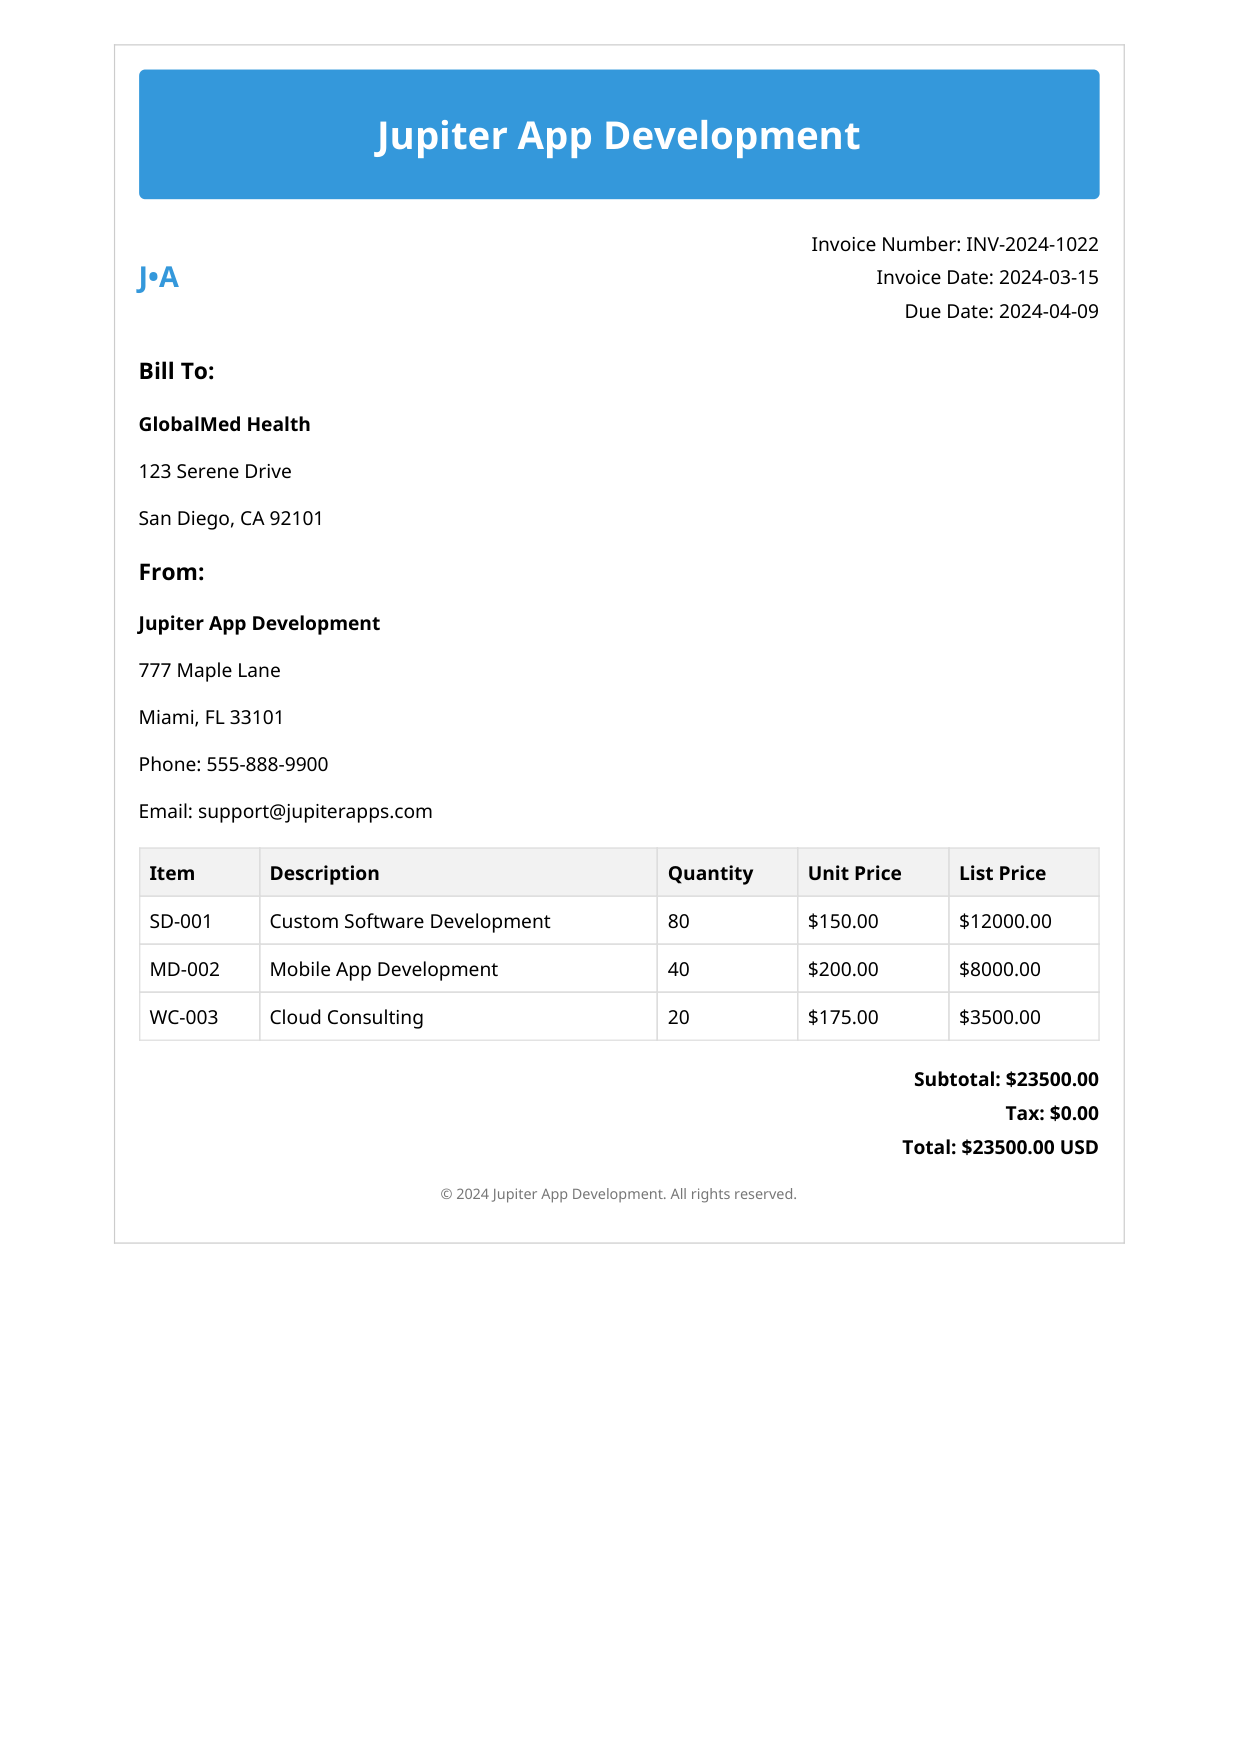 Jupiter App Development
J•A
Invoice Number: INV-2024-1022
Invoice Date: 2024-03-15
Due Date: 2024-04-09
Bill To:
GlobalMed Health
123 Serene Drive
San Diego, CA 92101
From:
Jupiter App Development
777 Maple Lane
Miami, FL 33101
Phone: 555-888-9900
Email: support@jupiterapps.com
Item Description Quantity Unit Price List Price
SD-001 Custom Software Development 80 $150.00 $12000.00
MD-002 Mobile App Development 40 $200.00 $8000.00
WC-003 Cloud Consulting 20 $175.00 $3500.00
Subtotal: $23500.00
Tax: $0.00
Total: $23500.00 USD
© 2024 Jupiter App Development. All rights reserved.